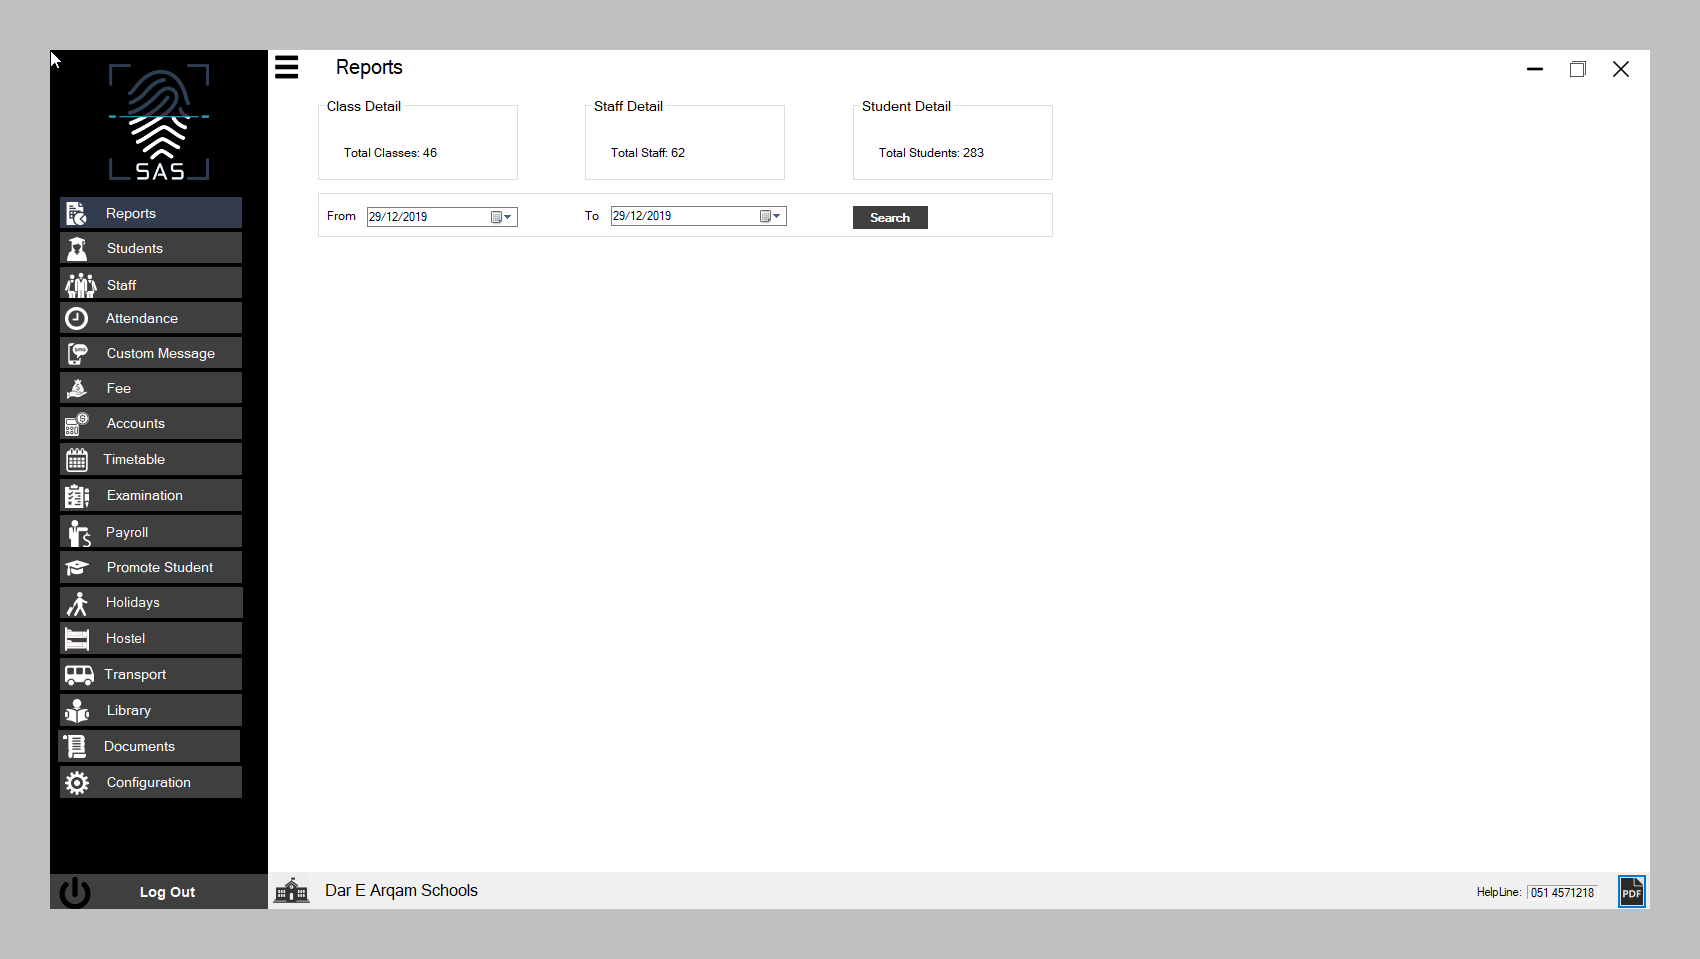 SAS
Reports
Students
Staff
Attendance
Custom Message
Fee
Accounts
Timetable
Examination
Payroll
Promote Student
Holidays
Hostel
Transport
Library
Documents
Configuration
Log Out
Reports
Class Detail
Total Classes: 46
Staff Detail
Total Staff: 62
Student Detail
Total Students: 283
From 29/12/2019 To 29/12/2019 Search
Dar E Arqam Schools
HelpLine: 051 4571218
PDF